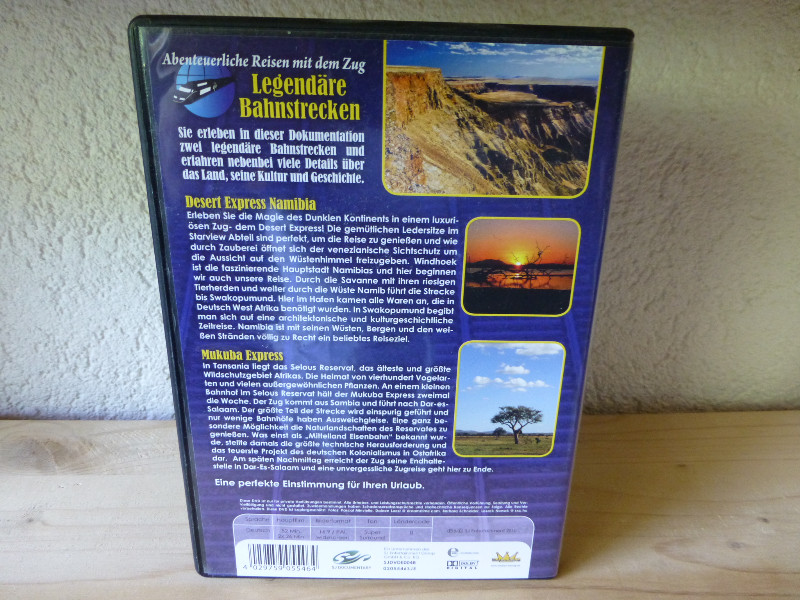 Abenteuerliche Reisen mit dem Zug
Legendäre
Bahnstrecken
Sie erleben in dieser Dokumentation
zwei legendäre Bahnstrecken und
erfahren nebenbei viele Details über
das Land, seine Kultur und Geschichte.
Desert Express Namibia
Erleben Sie die Magie des Dunklen Kontinents in einem luxuri-
ösen Zug- dem Desert Express! Die gemütlichen Ledersitze im
Starview Abteil sind perfekt, um die Reise zu genießen und wie
durch Zauberei öffnet sich der venezianische Sichtschutz um
die Aussicht auf den Wüstenhimmel freizugeben. Windhoek
ist die faszinierende Hauptstadt Namibias und hier beginnen
wir auch unsere Reise. Durch die Savanne mit ihren riesigen
Tierherden und weiter durch die Wüste Namib führt die Strecke
bis Swakopumund. Hier im Hafen kamen alle Waren an, die in
Deutsch West Afrika benötigt wurden. In Swakopumund begibt
man sich auf eine architektonische und kulturgeschichtliche
Zeitreise. Namibia ist mit seinen Wüsten, Bergen und den wei-
ßen Stränden völlig zu Recht ein beliebtes Reiseziel.
Mukuba Express
In Tansania liegt das Selous Reservat, das älteste und größte
Wildschutzgebiet Afrikas. Die Heimat von vierhundert Vogelar-
ten und vielen außergewöhnlichen Pflanzen. An einem kleinen
Bahnhof im Selous Reservat hält der Mukuba Express zweimal
die Woche. Der Zug kommt aus Sambia und führt nach Dar-es-
Salaam. Der größte Teil der Strecke wird einspurig geführt und
nur wenige Bahnhöfe haben Ausweichgleise. Eine ganz be-
sondere Möglichkeit die Naturlandschaften des Reservates zu
genießen. Was einst als „Mittelland Eisenbahn" bekannt wur-
de, stellte damals die größte technische Herausforderung und
das teuerste Projekt des deutschen Kolonialismus in Ostafrika
dar. Am späten Nachmittag erreicht der Zug seine Endhalte-
stelle in Dar-Es-Salaam und eine unvergessliche Zugreise geht hier zu Ende.
Eine perfekte Einstimmung für Ihren Urlaub.
Sprache Hauptfilm Bildformat Ton Ländercode
Deutsch
4 029759 055464
DOLBY
DIGITAL